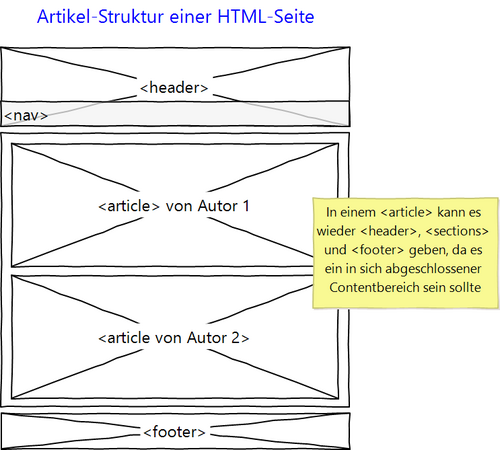 Artikel-Struktur einer HTML-Seite
<header>
<nav>
<article> von Autor 1
In einem <article> kann es
wieder <header>, <sections>
und <footer> geben, da es
ein in sich abgeschlossener
Contentbereich sein sollte
<article von Autor 2>
<footer>